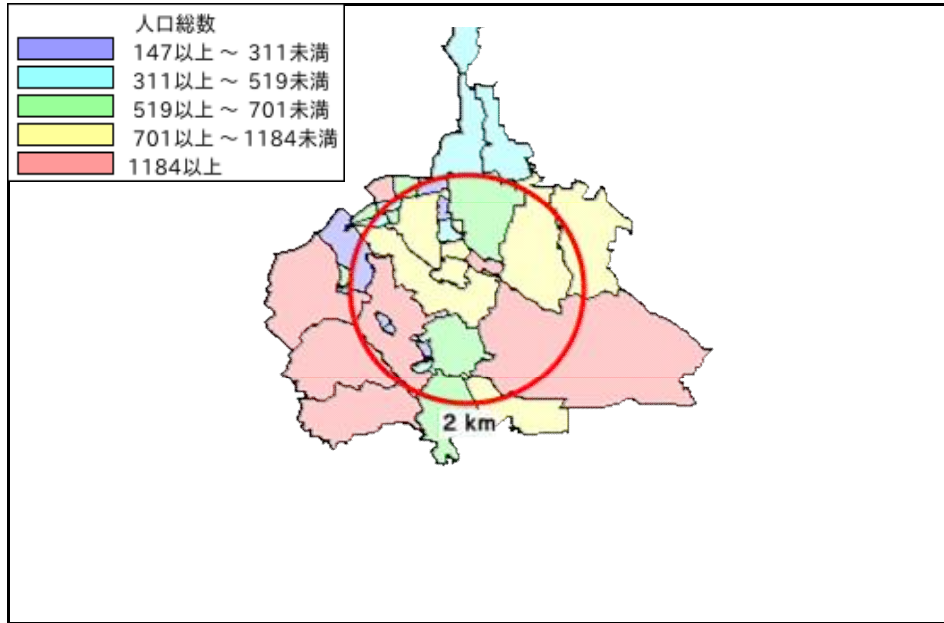 人口総数
147以上 ～ 311未満
311以上 ～ 519未満
519以上 ～ 701未満
701以上 ～ 1184未満
1184以上
2 km